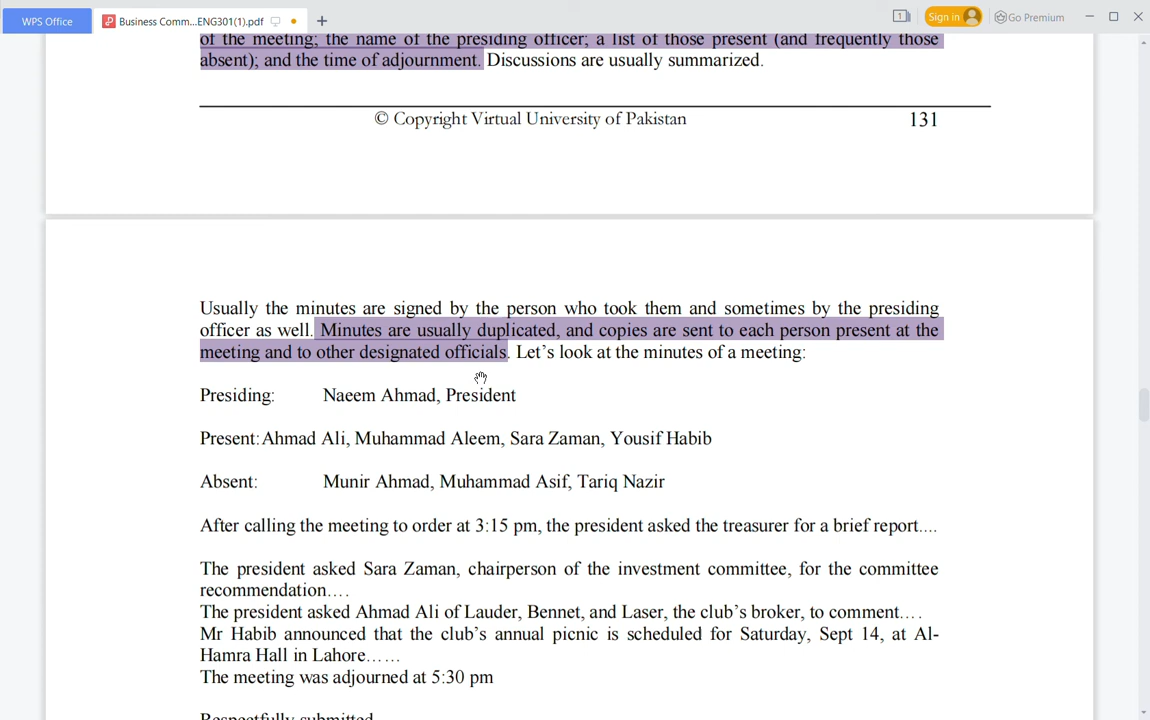 WPS Office
Business Comm...ENG301(1).pdf
Sign in
Go Premium
of the meeting; the name of the presiding officer; a list of those present (and frequently those
absent); and the time of adjournment. Discussions are usually summarized.
© Copyright Virtual University of Pakistan 131
Usually the minutes are signed by the person who took them and sometimes by the presiding
officer as well. Minutes are usually duplicated, and copies are sent to each person present at the
meeting and to other designated officials. Let's look at the minutes of a meeting:
Presiding: Naeem Ahmad, President
Present: Ahmad Ali, Muhammad Aleem, Sara Zaman, Yousif Habib
Absent: Munir Ahmad, Muhammad Asif, Tariq Nazir
After calling the meeting to order at 3:15 pm, the president asked the treasurer for a brief report....
The president asked Sara Zaman, chairperson of the investment committee, for the committee
recommendation....
The president asked Ahmad Ali of Lauder, Bennet, and Laser, the club's broker, to comment....
Mr Habib announced that the club's annual picnic is scheduled for Saturday, Sept 14, at Al-
Hamra Hall in Lahore......
The meeting was adjourned at 5:30 pm
Respectfully submitted